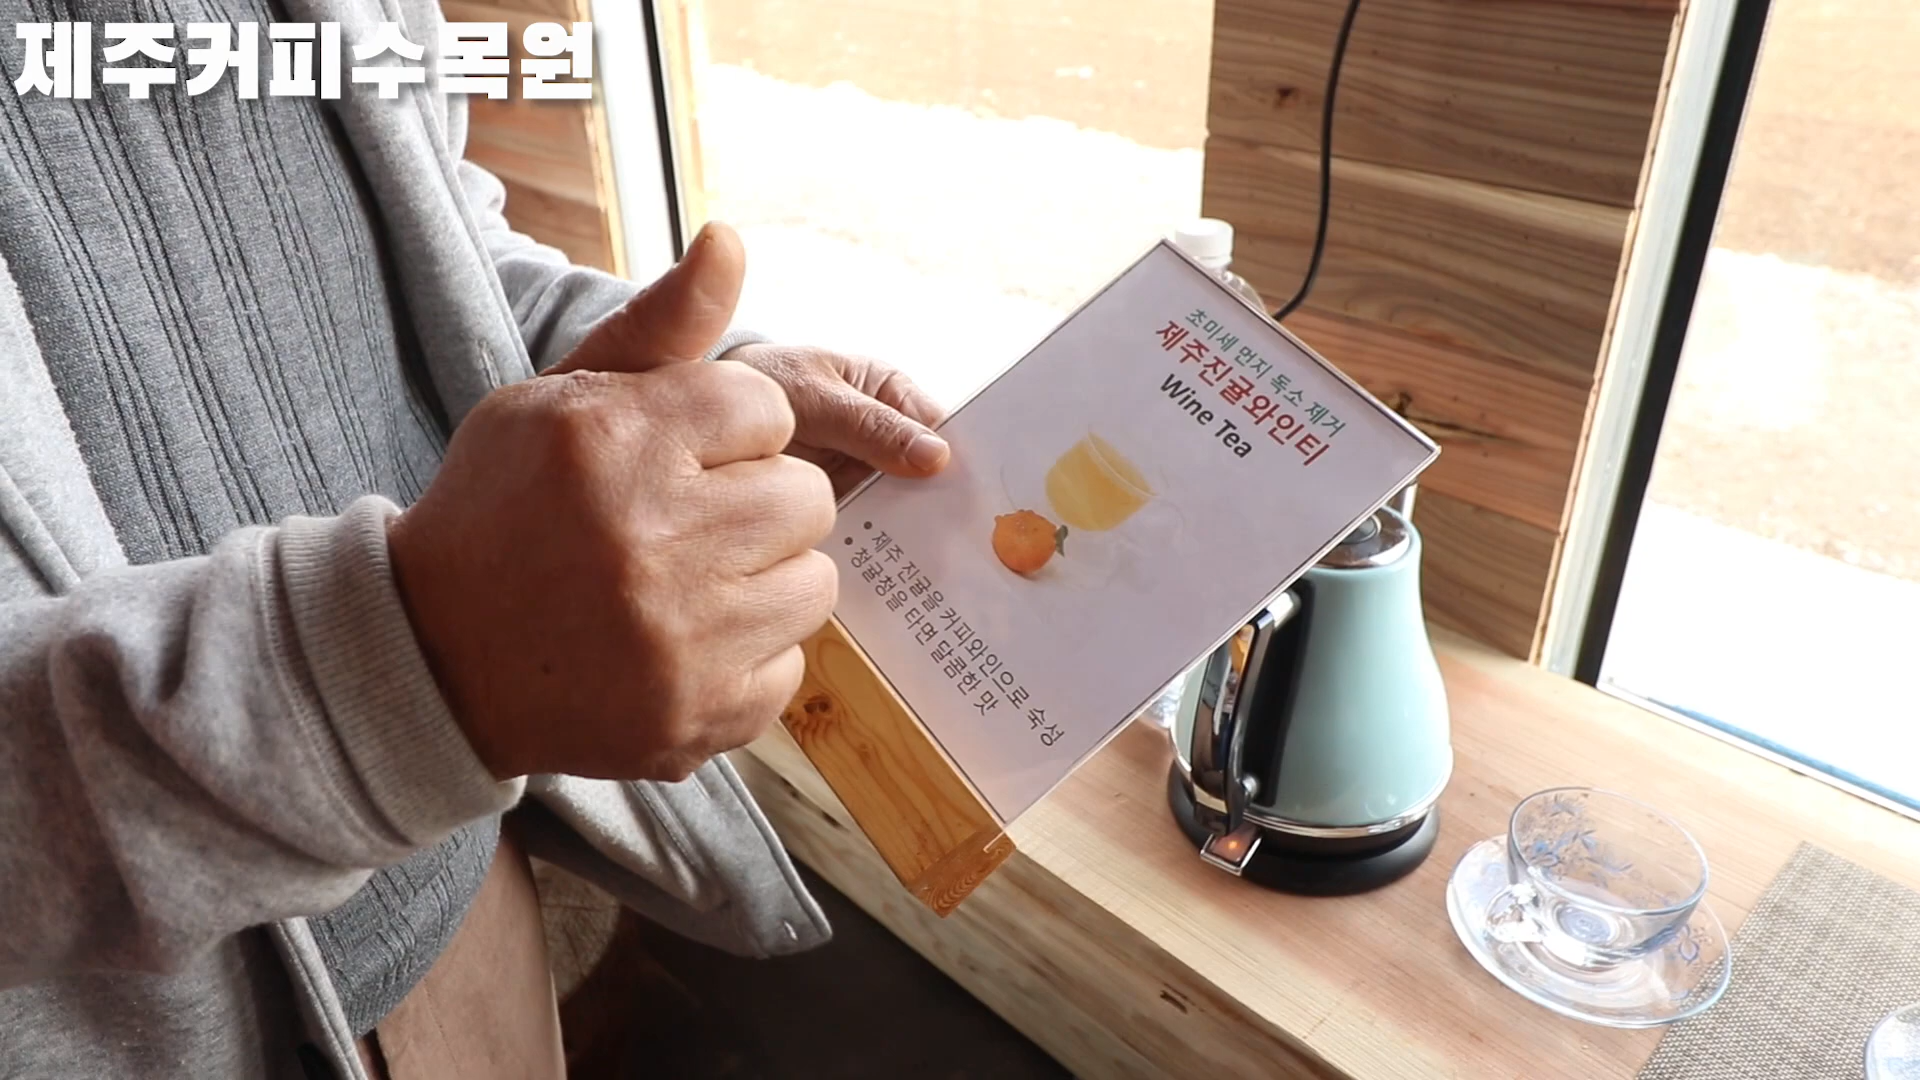 제주커피수목원
초미세 먼지 독소 제거
제주진귤와인티
Wine Tea
● 제주 진귤을 커피와인으로 숙성
● 청귤청을 타면 달콤한 맛